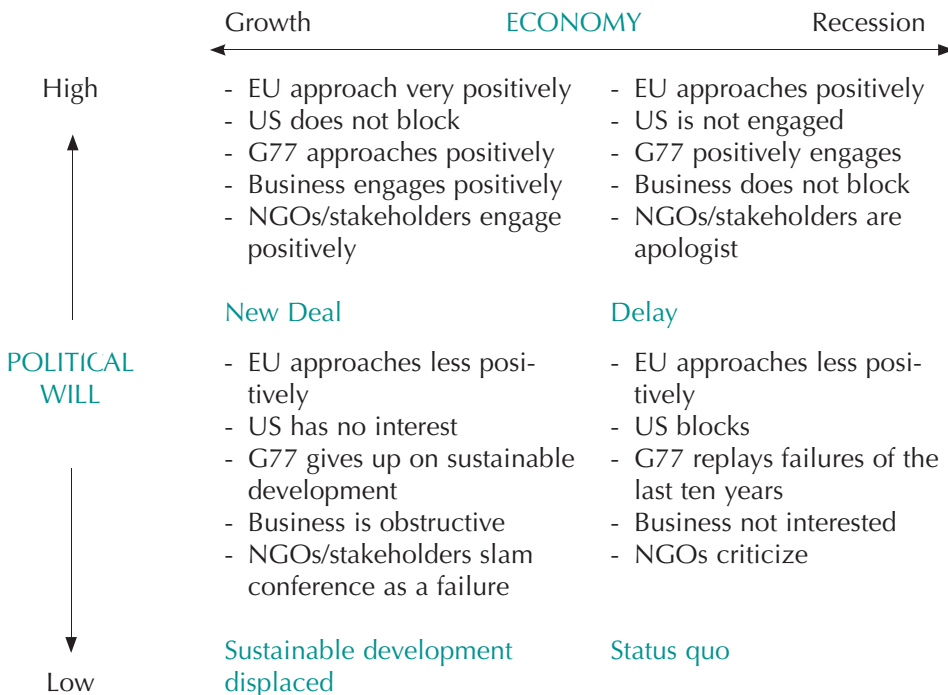 Growth ECONOMY Recession
High
- EU approach very positively
- US does not block
- G77 approaches positively
- Business engages positively
- NGOs/stakeholders engage
positively
New Deal
- EU approaches positively
- US is not engaged
- G77 positively engages
- Business does not block
- NGOs/stakeholders are
apologist
Delay
POLITICAL
WILL
- EU approaches less posi-
tively
- US has no interest
- G77 gives up on sustainable
development
- Business is obstructive
- NGOs/stakeholders slam
conference as a failure
Sustainable development
displaced
- EU approaches less posi-
tively
- US blocks
- G77 replays failures of the
last ten years
- Business not interested
- NGOs criticize
Status quo
Low